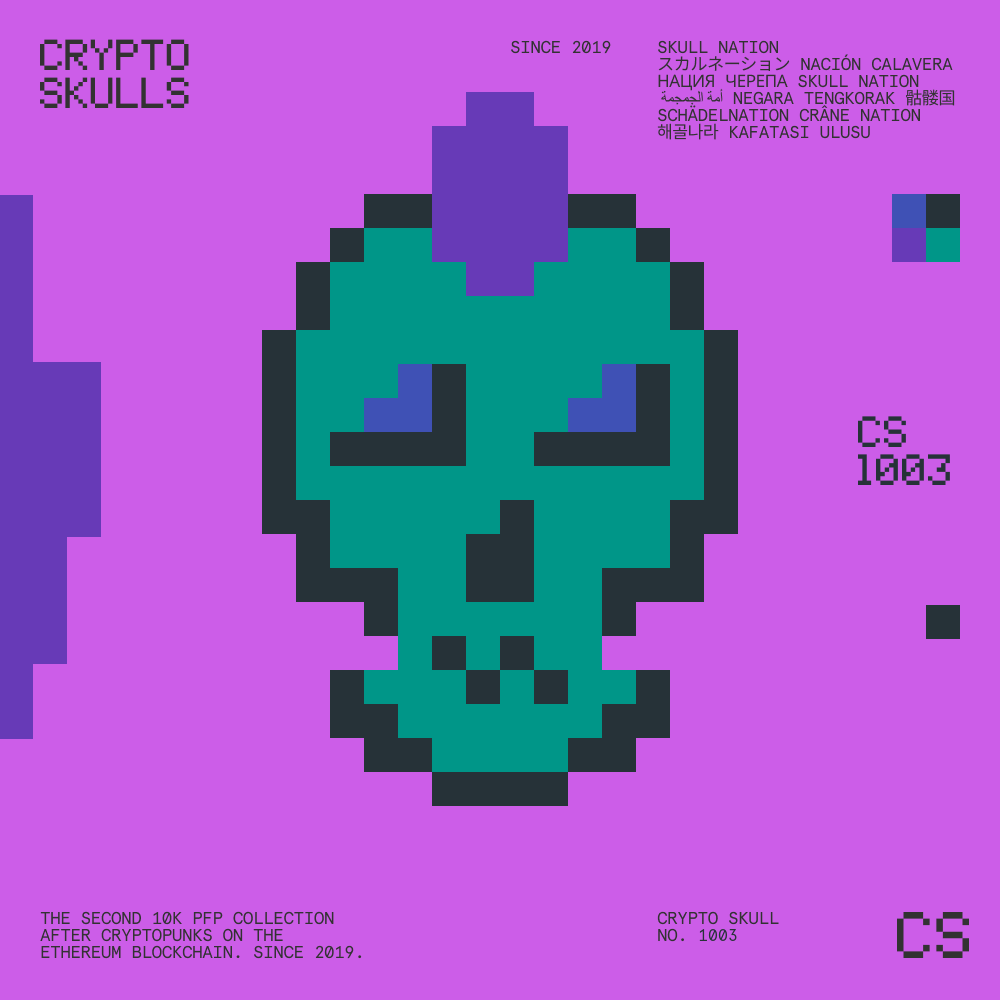 CRYPTO
SKULLS
SINCE 2019
SKULL NATION
スカルネーション NACIÓN CALAVERA
НАЦИЯ ЧЕРЕПА SKULL NATION
أمة الجمجمة NEGARA TENGKORAK 骷髅国
SCHÄDELNATION CRÂNE NATION
해골나라 KAFATASI ULUSU
CS
1003
THE SECOND 10K PFP COLLECTION
AFTER CRYPTOPUNKS ON THE
ETHEREUM BLOCKCHAIN. SINCE 2019.
CRYPTO SKULL
NO. 1003
CS